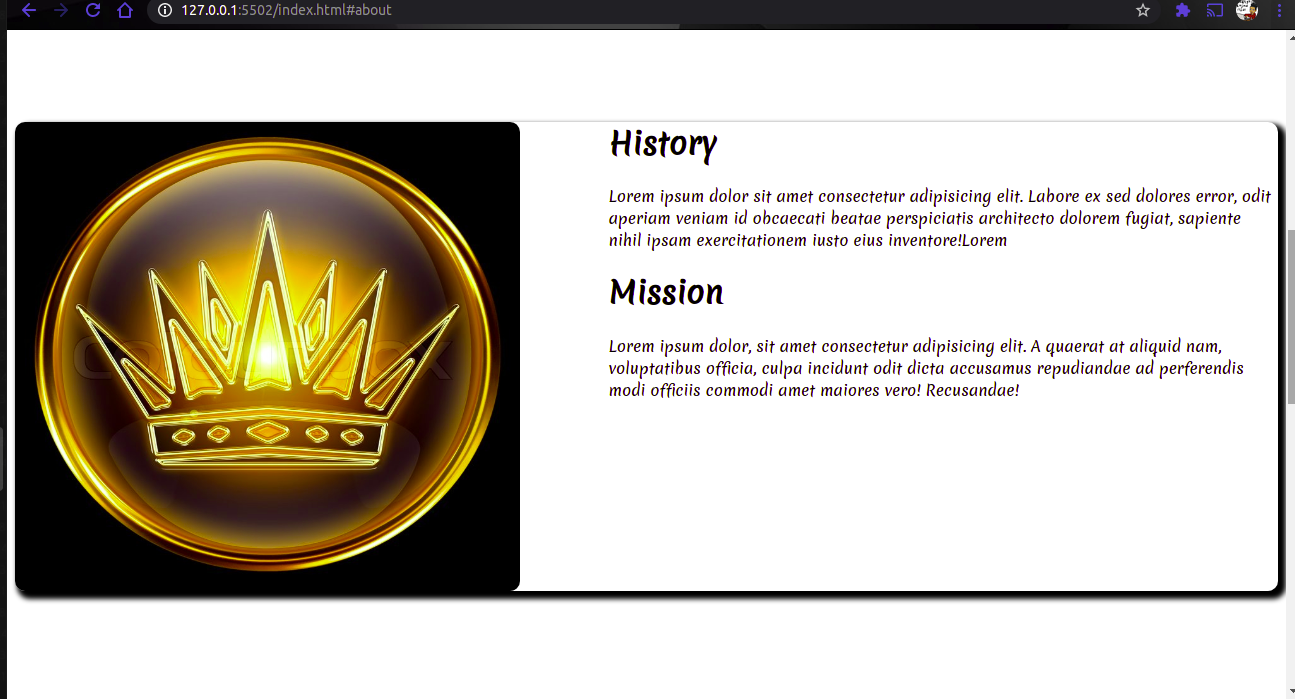 127.0.0.1:5502/index.html#about
History
Lorem ipsum dolor sit amet consectetur adipisicing elit. Labore ex sed dolores error, odit
aperiam veniam id obcaecati beatae perspiciatis architecto dolorem fugiat, sapiente
nihil ipsam exercitationem iusto eius inventore!Lorem
Mission
Lorem ipsum dolor, sit amet consectetur adipisicing elit. A quaerat at aliquid nam,
voluptatibus officia, culpa incidunt odit dicta accusamus repudiandae ad perferendis
modi officiis commodi amet maiores vero! Recusandae!